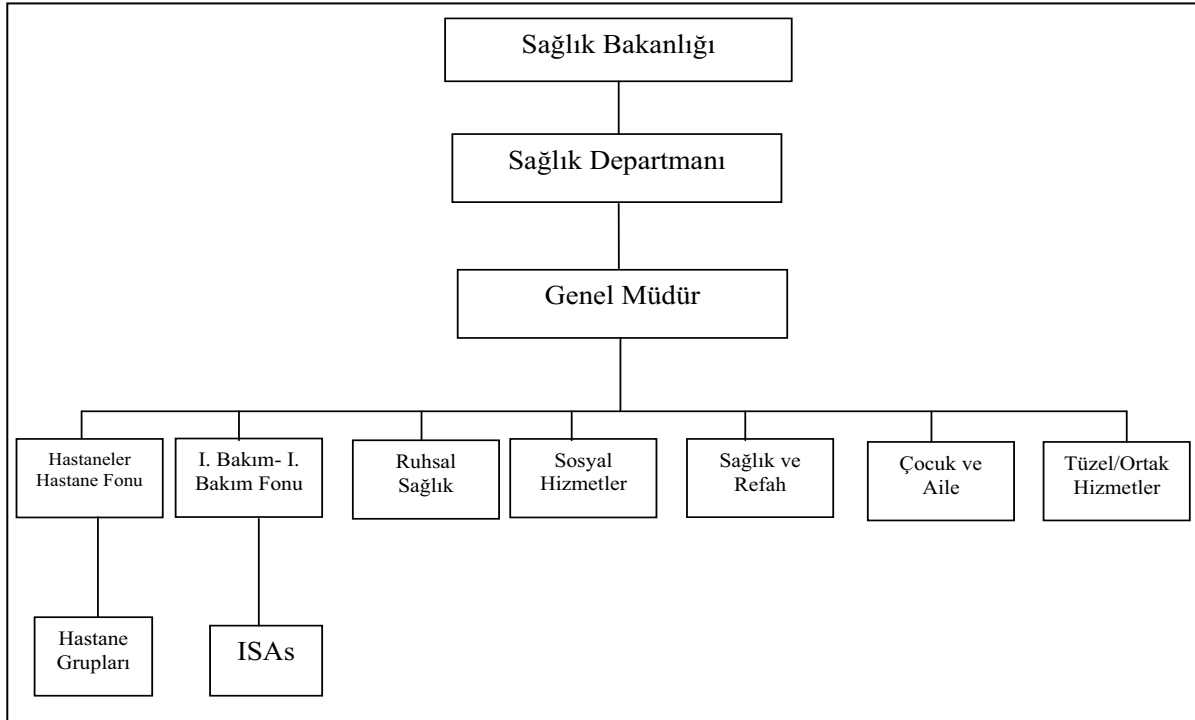 Sağlık Bakanlığı
Sağlık Departmanı
Genel Müdür
Hastaneler
Hastane Fonu
I. Bakım- I.
Bakım Fonu
Ruhsal
Sağlık
Sosyal
Hizmetler
Sağlık ve
Refah
Çocuk ve
Aile
Tüzel/Ortak
Hizmetler
Hastane
Grupları
ISAs